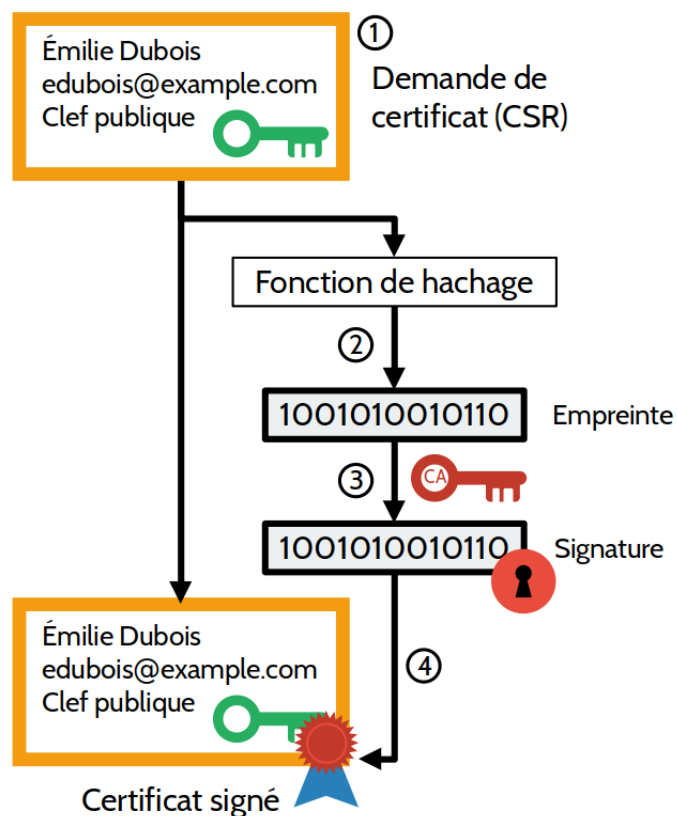 Émilie Dubois
edubois@example.com
Clef publique
1
Demande de
certificat (CSR)
Fonction de hachage
2
1001010010110
Empreinte
3
CA
1001010010110
Signature
Émilie Dubois
edubois@example.com
Clef publique
4
Certificat signé